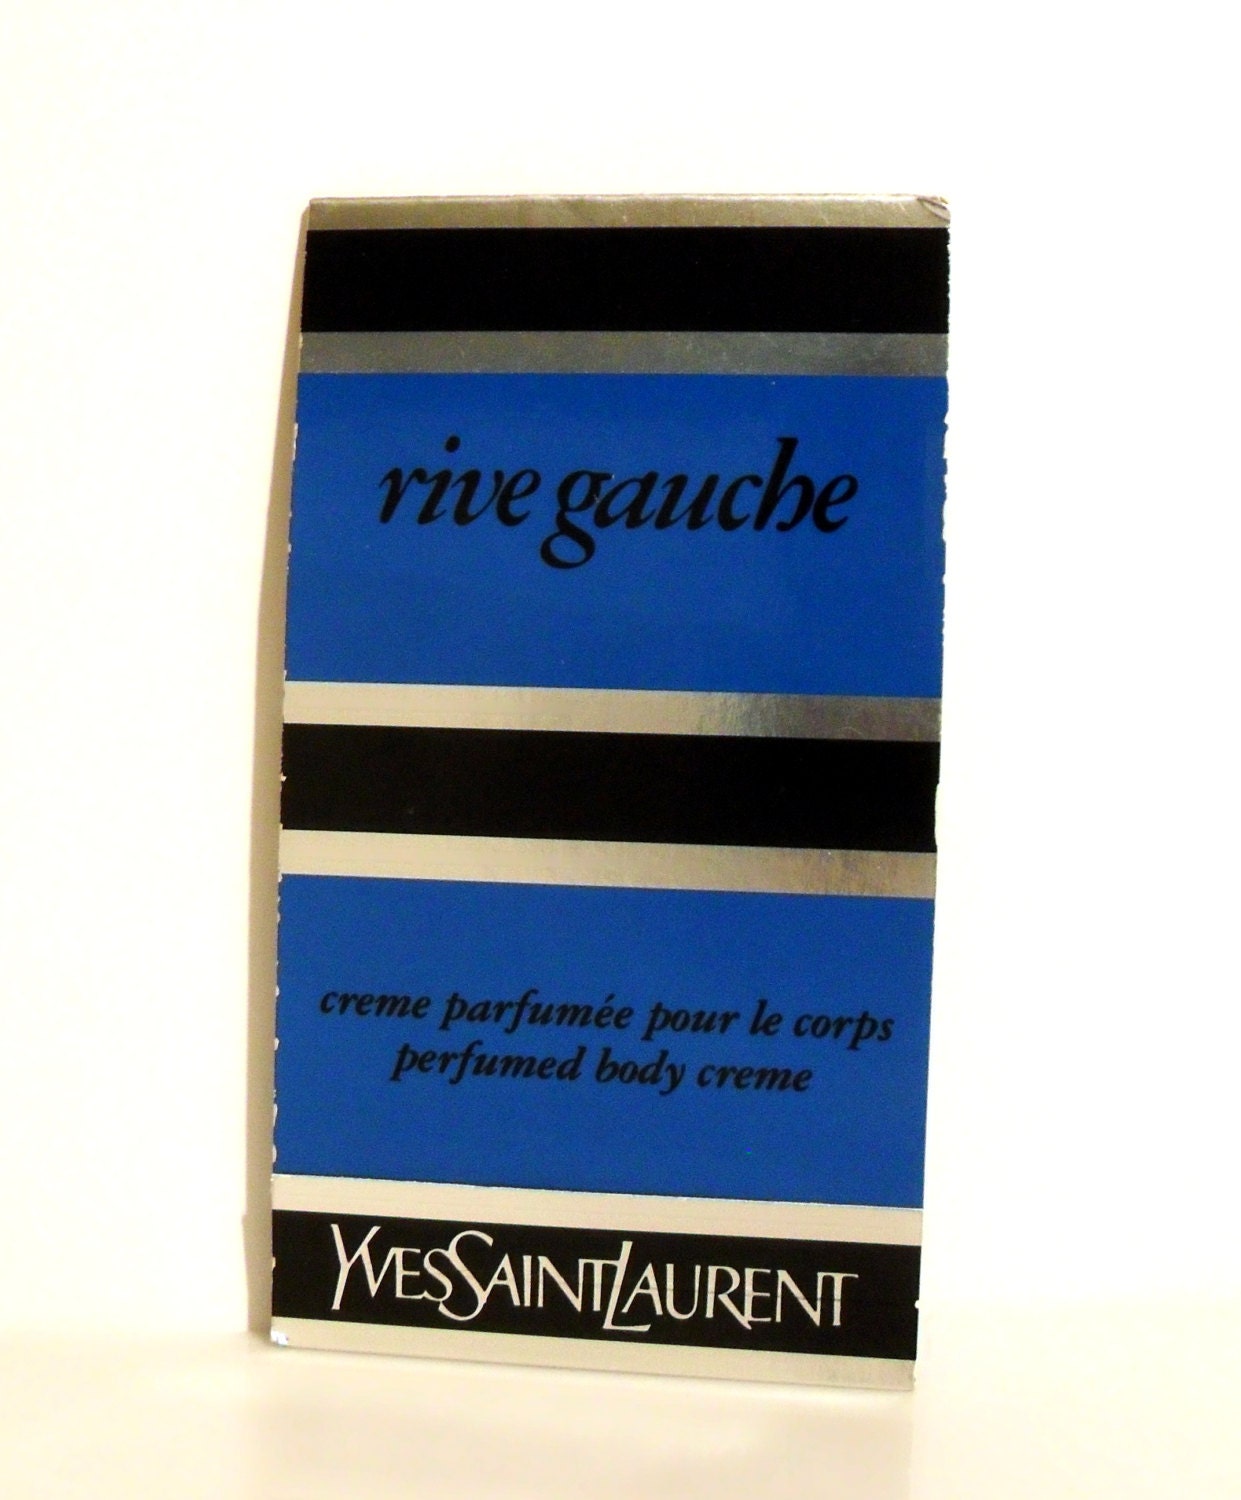 rive gauche
creme parfumée pour le corps
perfumed body creme
YVESSAINTLAURENT